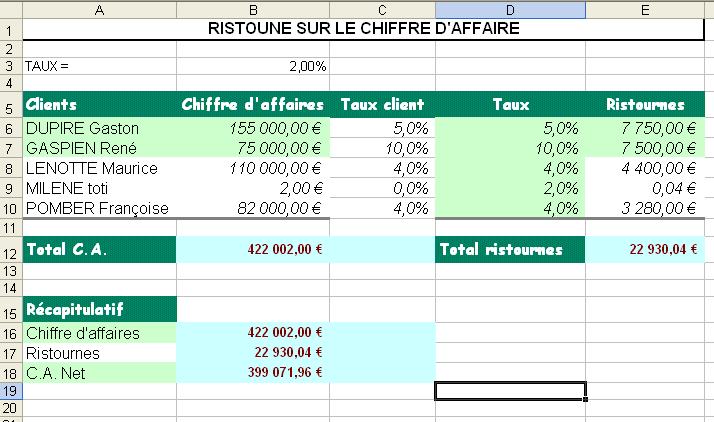 A B C D E
1 RISTOUNE SUR LE CHIFFRE D'AFFAIRE
2
3 TAUX = 2,00%
4
5 Clients Chiffre d'affaires Taux client Taux Ristournes
6 DUPIRE Gaston 155 000,00 € 5,0% 5,0% 7 750,00 €
7 GASPIEN René 75 000,00 € 10,0% 10,0% 7 500,00 €
8 LENOTTE Maurice 110 000,00 € 4,0% 4,0% 4 400,00 €
9 MILENE toti 2,00 € 0,0% 2,0% 0,04 €
10 POMBER Françoise 82 000,00 € 4,0% 4,0% 3 280,00 €
11
12 Total C.A. 422 002,00 € Total ristournes 22 930,04 €
13
14
15 Récapitulatif
16 Chiffre d'affaires 422 002,00 €
17 Ristournes 22 930,04 €
18 C.A. Net 399 071,96 €
19
20